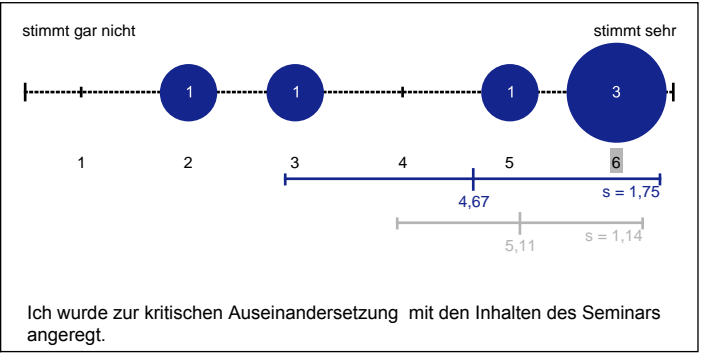 stimmt gar nicht stimmt sehr
1 1 1 3
1 2 3 4 5 6
4,67 s = 1,75
5,11 s = 1,14
Ich wurde zur kritischen Auseinandersetzung mit den Inhalten des Seminars
angeregt.